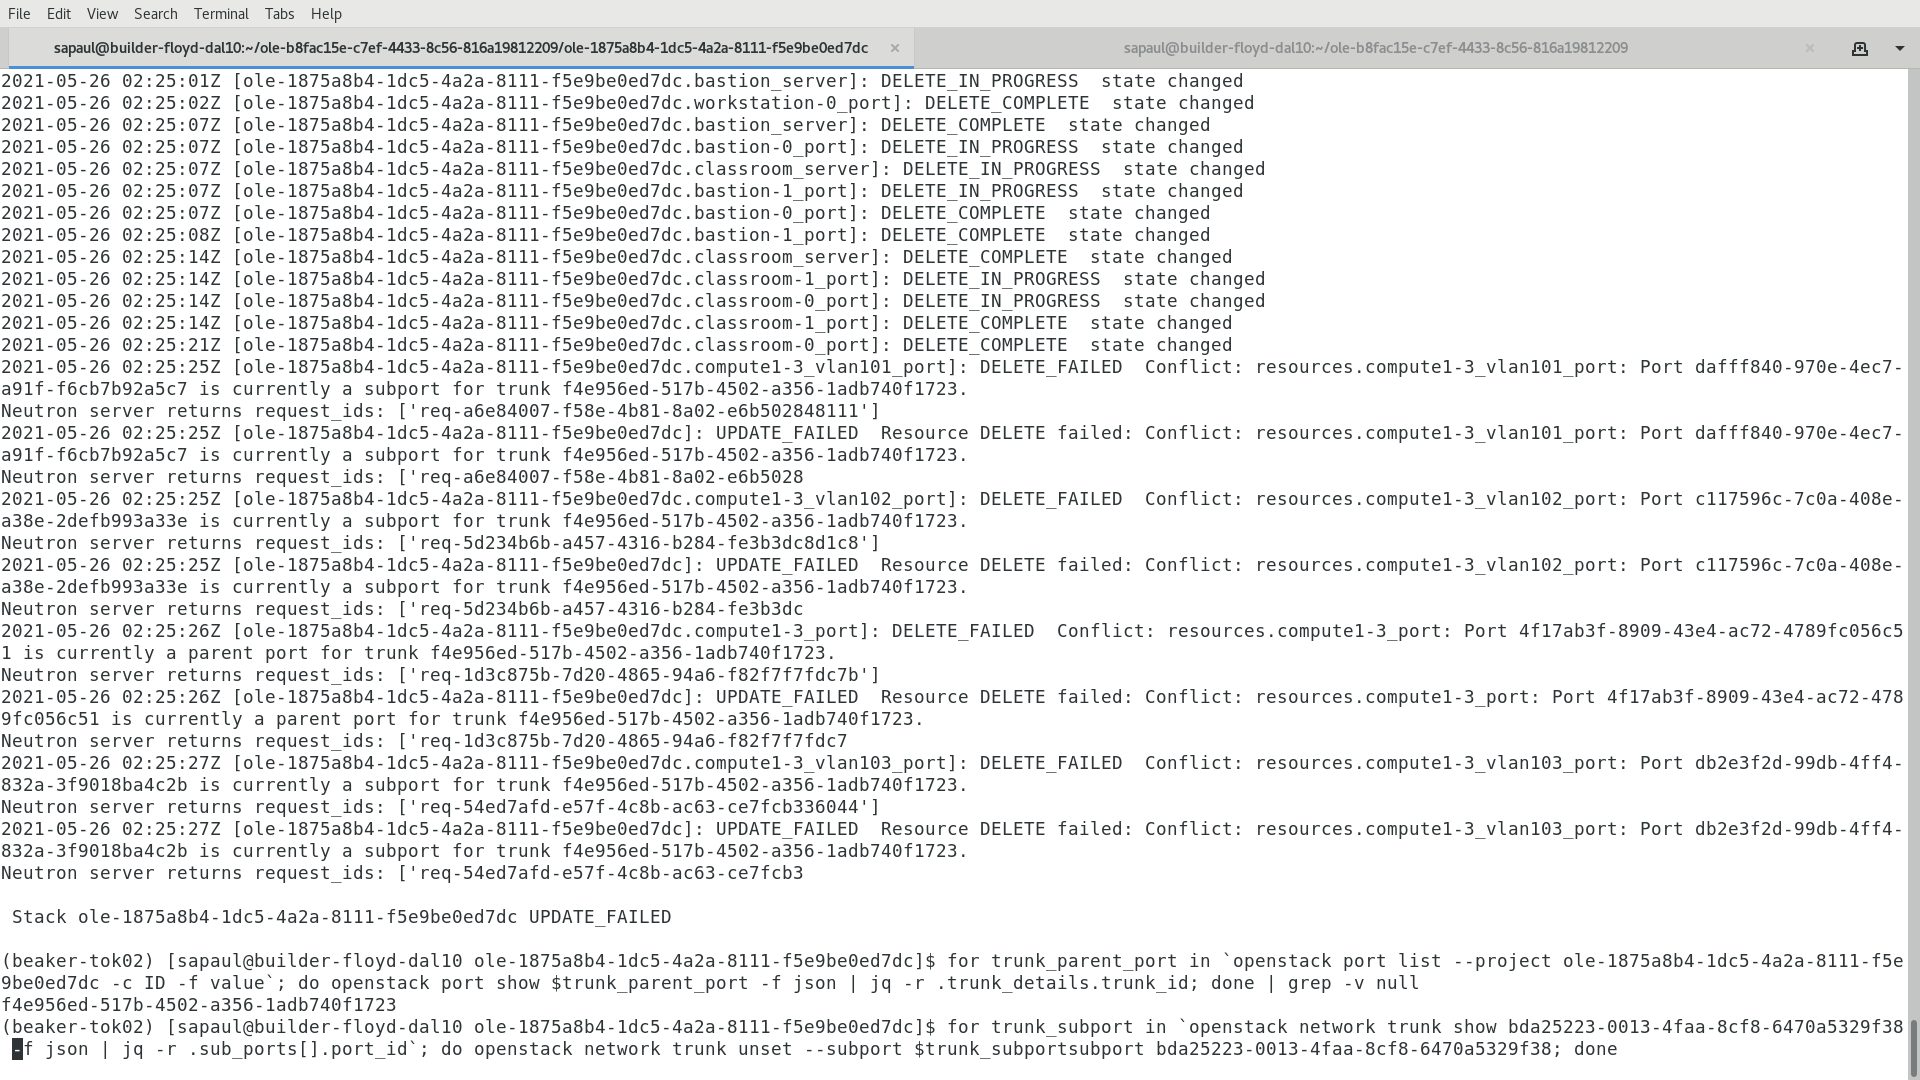 File Edit View Search Terminal Tabs Help
sapaul@builder-floyd-dal10:~/ole-b8fac15e-c7ef-4433-8c56-816a19812209/ole-1875a8b4-1dc5-4a2a-8111-f5e9be0ed7dc × sapaul@builder-floyd-dal10:~/ole-b8fac15e-c7ef-4433-8c56-816a19812209 ×
2021-05-26 02:25:01Z [ole-1875a8b4-1dc5-4a2a-8111-f5e9be0ed7dc.bastion_server]: DELETE_IN_PROGRESS  state changed
2021-05-26 02:25:02Z [ole-1875a8b4-1dc5-4a2a-8111-f5e9be0ed7dc.workstation-0_port]: DELETE_COMPLETE  state changed
2021-05-26 02:25:07Z [ole-1875a8b4-1dc5-4a2a-8111-f5e9be0ed7dc.bastion_server]: DELETE_COMPLETE  state changed
2021-05-26 02:25:07Z [ole-1875a8b4-1dc5-4a2a-8111-f5e9be0ed7dc.bastion-0_port]: DELETE_IN_PROGRESS  state changed
2021-05-26 02:25:07Z [ole-1875a8b4-1dc5-4a2a-8111-f5e9be0ed7dc.classroom_server]: DELETE_IN_PROGRESS  state changed
2021-05-26 02:25:07Z [ole-1875a8b4-1dc5-4a2a-8111-f5e9be0ed7dc.bastion-1_port]: DELETE_IN_PROGRESS  state changed
2021-05-26 02:25:07Z [ole-1875a8b4-1dc5-4a2a-8111-f5e9be0ed7dc.bastion-0_port]: DELETE_COMPLETE  state changed
2021-05-26 02:25:08Z [ole-1875a8b4-1dc5-4a2a-8111-f5e9be0ed7dc.bastion-1_port]: DELETE_COMPLETE  state changed
2021-05-26 02:25:14Z [ole-1875a8b4-1dc5-4a2a-8111-f5e9be0ed7dc.classroom_server]: DELETE_COMPLETE  state changed
2021-05-26 02:25:14Z [ole-1875a8b4-1dc5-4a2a-8111-f5e9be0ed7dc.classroom-1_port]: DELETE_IN_PROGRESS  state changed
2021-05-26 02:25:14Z [ole-1875a8b4-1dc5-4a2a-8111-f5e9be0ed7dc.classroom-0_port]: DELETE_IN_PROGRESS  state changed
2021-05-26 02:25:14Z [ole-1875a8b4-1dc5-4a2a-8111-f5e9be0ed7dc.classroom-1_port]: DELETE_COMPLETE  state changed
2021-05-26 02:25:21Z [ole-1875a8b4-1dc5-4a2a-8111-f5e9be0ed7dc.classroom-0_port]: DELETE_COMPLETE  state changed
2021-05-26 02:25:25Z [ole-1875a8b4-1dc5-4a2a-8111-f5e9be0ed7dc.compute1-3_vlan101_port]: DELETE_FAILED  Conflict: resources.compute1-3_vlan101_port: Port dafff840-970e-4ec7-
a91f-f6cb7b92a5c7 is currently a subport for trunk f4e956ed-517b-4502-a356-1adb740f1723.
Neutron server returns request_ids: ['req-a6e84007-f58e-4b81-8a02-e6b502848111']
2021-05-26 02:25:25Z [ole-1875a8b4-1dc5-4a2a-8111-f5e9be0ed7dc]: UPDATE_FAILED  Resource DELETE failed: Conflict: resources.compute1-3_vlan101_port: Port dafff840-970e-4ec7-
a91f-f6cb7b92a5c7 is currently a subport for trunk f4e956ed-517b-4502-a356-1adb740f1723.
Neutron server returns request_ids: ['req-a6e84007-f58e-4b81-8a02-e6b5028
2021-05-26 02:25:25Z [ole-1875a8b4-1dc5-4a2a-8111-f5e9be0ed7dc.compute1-3_vlan102_port]: DELETE_FAILED  Conflict: resources.compute1-3_vlan102_port: Port c117596c-7c0a-408e-
a38e-2defb993a33e is currently a subport for trunk f4e956ed-517b-4502-a356-1adb740f1723.
Neutron server returns request_ids: ['req-5d234b6b-a457-4316-b284-fe3b3dc8d1c8']
2021-05-26 02:25:25Z [ole-1875a8b4-1dc5-4a2a-8111-f5e9be0ed7dc]: UPDATE_FAILED  Resource DELETE failed: Conflict: resources.compute1-3_vlan102_port: Port c117596c-7c0a-408e-
a38e-2defb993a33e is currently a subport for trunk f4e956ed-517b-4502-a356-1adb740f1723.
Neutron server returns request_ids: ['req-5d234b6b-a457-4316-b284-fe3b3dc
2021-05-26 02:25:26Z [ole-1875a8b4-1dc5-4a2a-8111-f5e9be0ed7dc.compute1-3_port]: DELETE_FAILED  Conflict: resources.compute1-3_port: Port 4f17ab3f-8909-43e4-ac72-4789fc056c5
1 is currently a parent port for trunk f4e956ed-517b-4502-a356-1adb740f1723.
Neutron server returns request_ids: ['req-1d3c875b-7d20-4865-94a6-f82f7f7fdc7b']
2021-05-26 02:25:26Z [ole-1875a8b4-1dc5-4a2a-8111-f5e9be0ed7dc]: UPDATE_FAILED  Resource DELETE failed: Conflict: resources.compute1-3_port: Port 4f17ab3f-8909-43e4-ac72-478
9fc056c51 is currently a parent port for trunk f4e956ed-517b-4502-a356-1adb740f1723.
Neutron server returns request_ids: ['req-1d3c875b-7d20-4865-94a6-f82f7f7fdc7
2021-05-26 02:25:27Z [ole-1875a8b4-1dc5-4a2a-8111-f5e9be0ed7dc.compute1-3_vlan103_port]: DELETE_FAILED  Conflict: resources.compute1-3_vlan103_port: Port db2e3f2d-99db-4ff4-
832a-3f9018ba4c2b is currently a subport for trunk f4e956ed-517b-4502-a356-1adb740f1723.
Neutron server returns request_ids: ['req-54ed7afd-e57f-4c8b-ac63-ce7fcb336044']
2021-05-26 02:25:27Z [ole-1875a8b4-1dc5-4a2a-8111-f5e9be0ed7dc]: UPDATE_FAILED  Resource DELETE failed: Conflict: resources.compute1-3_vlan103_port: Port db2e3f2d-99db-4ff4-
832a-3f9018ba4c2b is currently a subport for trunk f4e956ed-517b-4502-a356-1adb740f1723.
Neutron server returns request_ids: ['req-54ed7afd-e57f-4c8b-ac63-ce7fcb3
Stack ole-1875a8b4-1dc5-4a2a-8111-f5e9be0ed7dc UPDATE_FAILED
(beaker-tok02) [sapaul@builder-floyd-dal10 ole-1875a8b4-1dc5-4a2a-8111-f5e9be0ed7dc]$ for trunk_parent_port in `openstack port list --project ole-1875a8b4-1dc5-4a2a-8111-f5e
9be0ed7dc -c ID -f value`; do openstack port show $trunk_parent_port -f json | jq -r .trunk_details.trunk_id; done | grep -v null
f4e956ed-517b-4502-a356-1adb740f1723
(beaker-tok02) [sapaul@builder-floyd-dal10 ole-1875a8b4-1dc5-4a2a-8111-f5e9be0ed7dc]$ for trunk_subport in `openstack network trunk show bda25223-0013-4faa-8cf8-6470a5329f38
-f json | jq -r .sub_ports[].port_id`; do openstack network trunk unset --subport $trunk_subportsubport bda25223-0013-4faa-8cf8-6470a5329f38; done